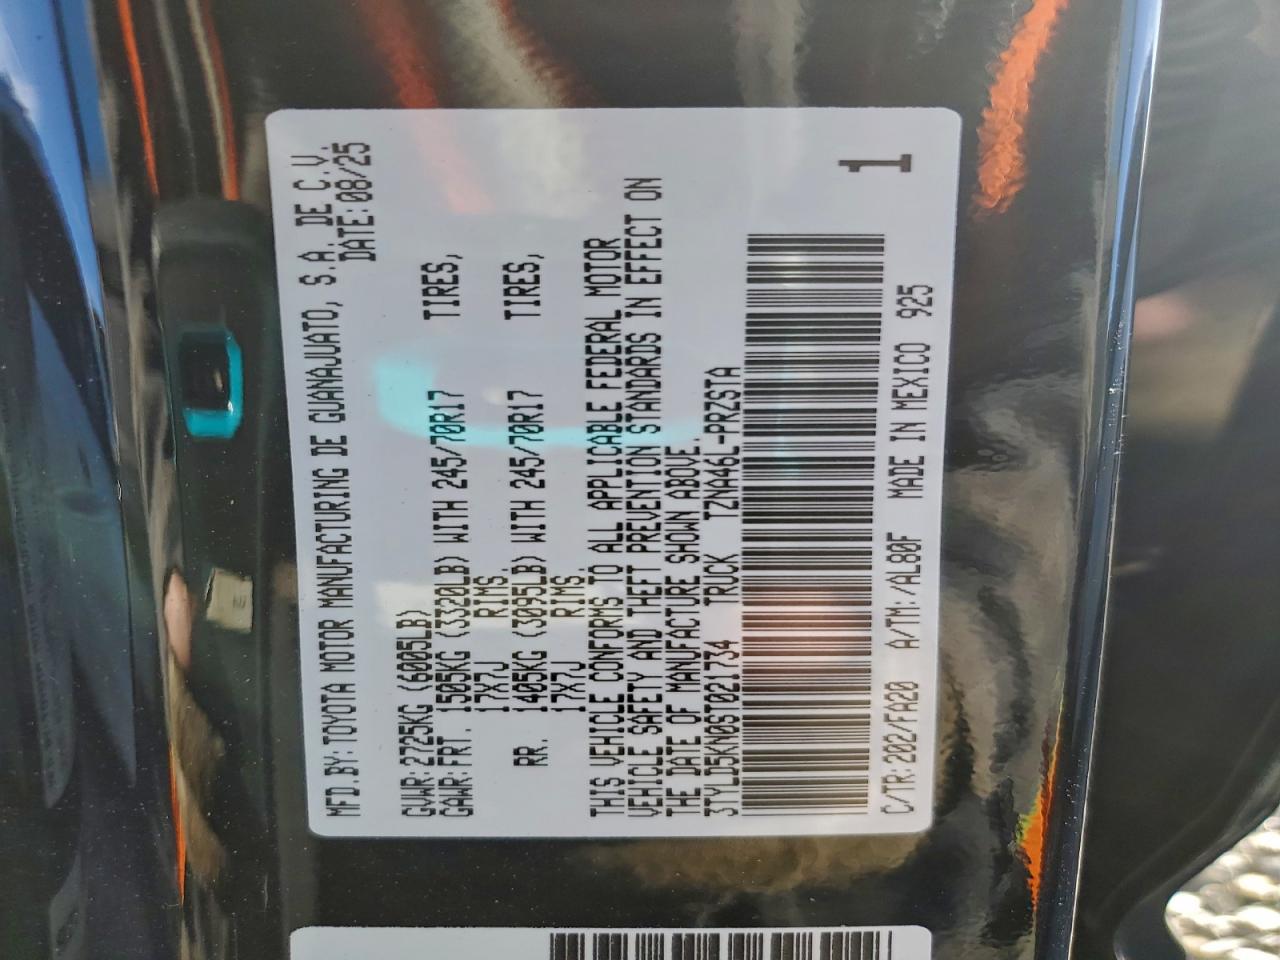 MFD.BY:TOYOTA MOTOR MANUFACTURING DE GUANAJUATO, S.A. DE C.V.
DATE:08/25
GVWR:2725KG (6005LB)
GAWR:FRT. 1505KG (3320LB) WITH 245/70R17 TIRES,
17X7J RIMS,
RR. 1405KG (3095LB) WITH 245/70R17 TIRES,
17X7J RIMS.
THIS VEHICLE CONFORMS TO ALL APPLICABLE FEDERAL MOTOR
VEHICLE SAFETY AND THEFT PREVENTION STANDARDS IN EFFECT ON
THE DATE OF MANUFACTURE SHOWN ABOVE.
3TYLD5KN0ST021734 TRUCK TZNA46L-PRZSTA
1
C/TR:202/FA20 A/TM:/AL80F MADE IN MEXICO 925